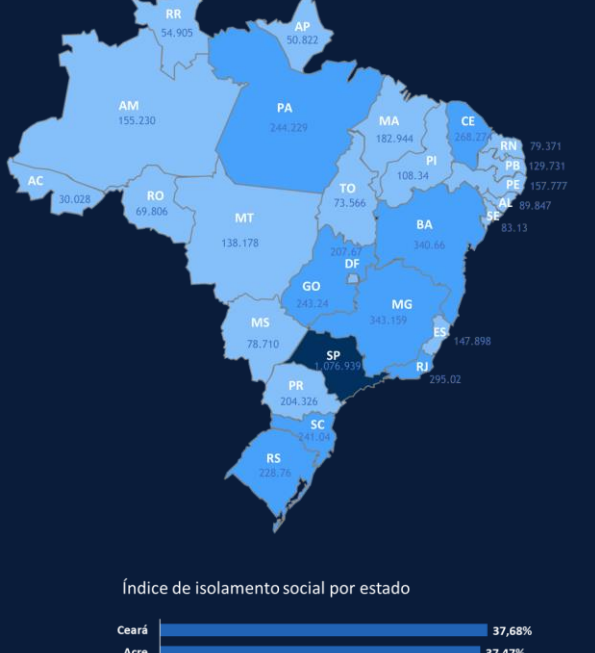 RR
54.905
AP
50.822
AM
155.230
PA
244.229
MA
182.944
CE
268.274
RN 79.371
PI
108.34
PB 129.731
PE 157.777
AC
30.028
RO
69.806
TO
73.566
AL 89.847
SE
83.13
MT
138.178
BA
340.66
207.67
DF
GO
243.24
MG
343.159
MS
78.710
ES 147.898
SP
1,076.939
RJ
295.02
PR
204.326
SC
241.04
RS
228.76
Índice de isolamento social por estado
Ceará 37,68%
Acre 37,47%